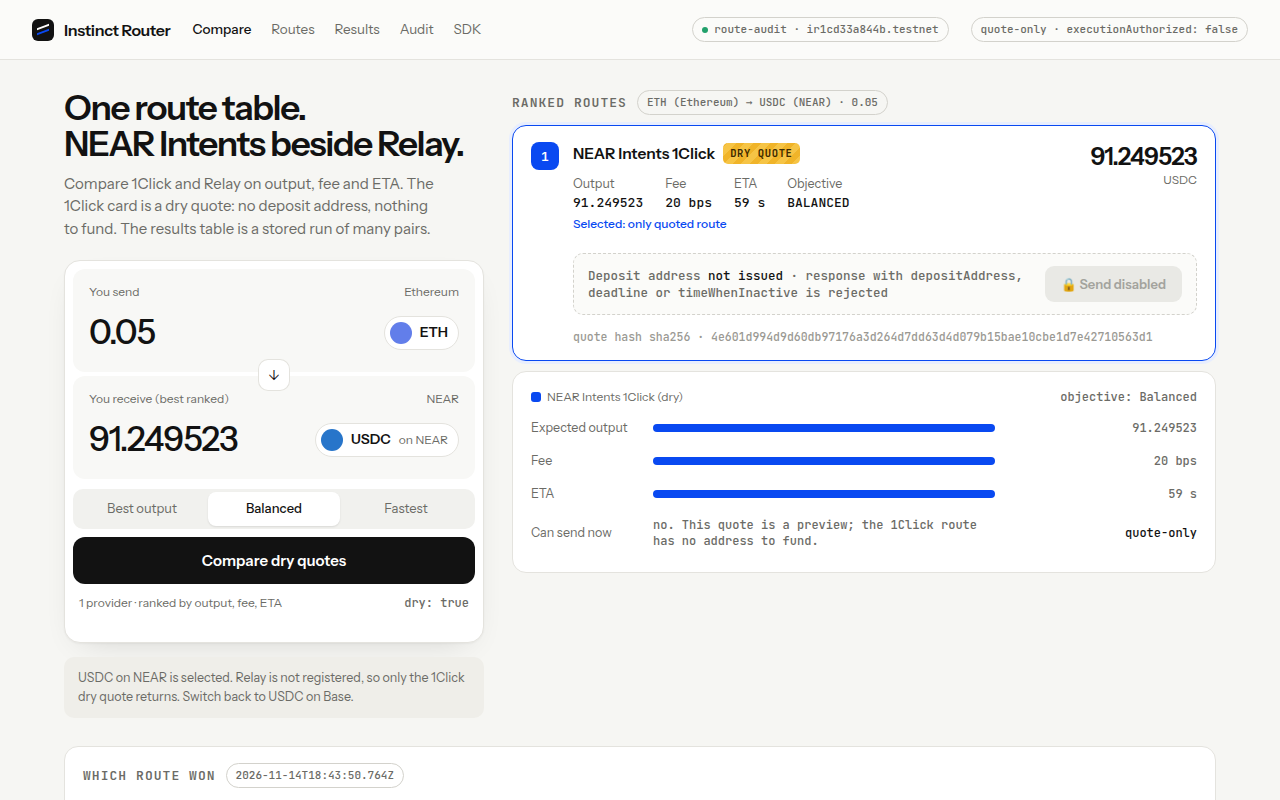 Instinct Router
Compare
Routes
Results
Audit
SDK
route-audit · ir1cd33a844b.testnet
quote-only · executionAuthorized: false
One route table.
NEAR Intents beside Relay.
Compare 1Click and Relay on output, fee and ETA. The
1Click card is a dry quote: no deposit address, nothing
to fund. The results table is a stored run of many pairs.
You send
Ethereum
0.05
ETH
↓
You receive (best ranked)
NEAR
91.249523
USDC on NEAR
Best output
Balanced
Fastest
Compare dry quotes
1 provider · ranked by output, fee, ETA
dry: true
USDC on NEAR is selected. Relay is not registered, so only the 1Click
dry quote returns. Switch back to USDC on Base.
RANKED ROUTES
ETH (Ethereum) → USDC (NEAR) · 0.05
1
NEAR Intents 1Click
DRY QUOTE
91.249523
USDC
Output
Fee
ETA
Objective
91.249523
20 bps
59 s
BALANCED
Selected: only quoted route
Deposit address not issued · response with depositAddress,
deadline or timeWhenInactive is rejected
🔒 Send disabled
quote hash sha256 · 4e601d994d9d60db97176a3d264d7dd63d4d079b15bae10cbe1d7e42710563d1
NEAR Intents 1Click (dry)
objective: Balanced
Expected output
91.249523
Fee
20 bps
ETA
59 s
Can send now
no. This quote is a preview; the 1Click route
has no address to fund.
quote-only
WHICH ROUTE WON
2026-11-14T18:43:50.764Z